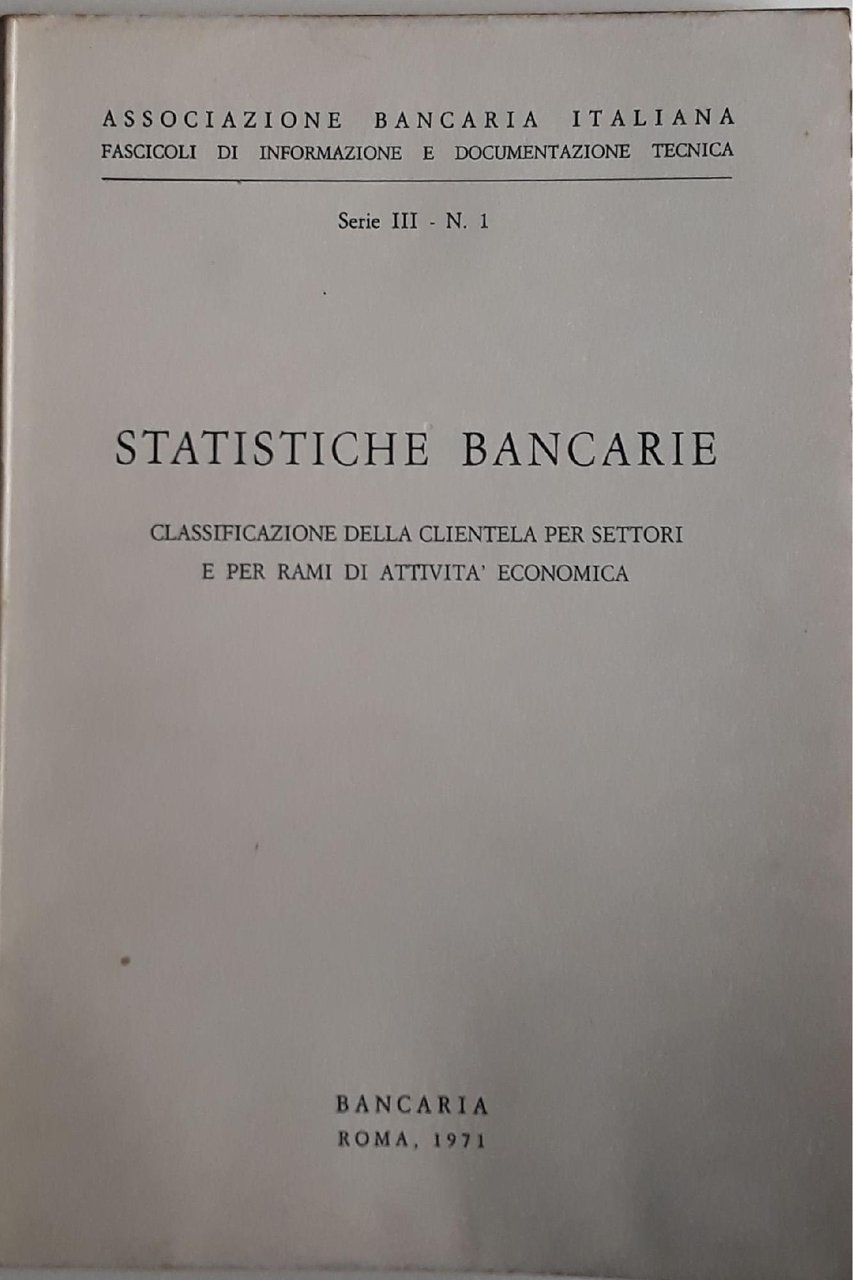 ASSOCIAZIONE BANCARIA ITALIANA
FASCICOLI DI INFORMAZIONE E DOCUMENTAZIONE TECNICA
Serie III - N. 1
STATISTICHE BANCARIE
CLASSIFICAZIONE DELLA CLIENTELA PER SETTORI
E PER RAMI DI ATTIVITA' ECONOMICA
BANCARIA
ROMA, 1971